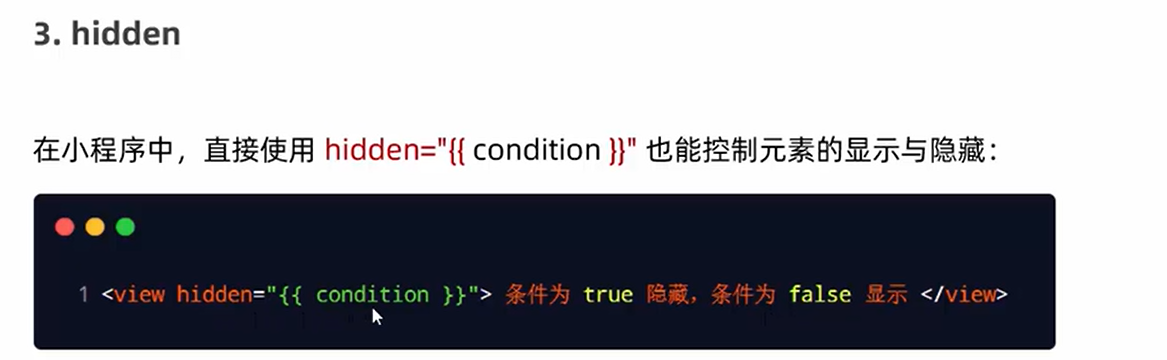 3. hidden
在小程序中，直接使用 hidden="{{ condition }}" 也能控制元素的显示与隐藏：
1 <view hidden="{{ condition }}"> 条件为 true 隐藏，条件为 false 显示 </view>